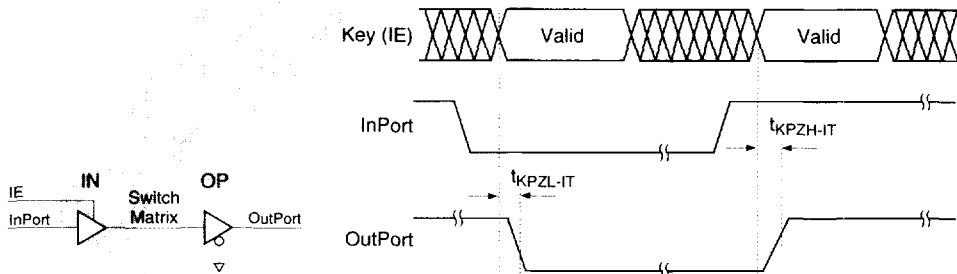 Key (IE)
Valid
Valid
InPort
tKPZH-IT
tKPZL-IT
OutPort
IN
OP
IE
InPort
Switch
Matrix
OutPort